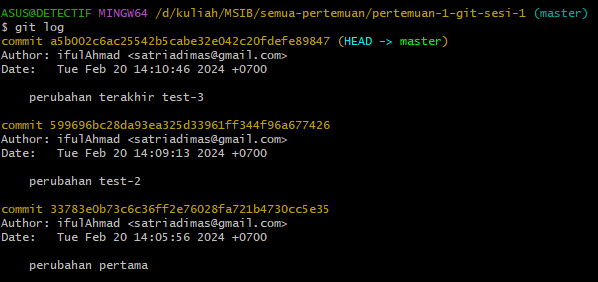 ASUS@DETECTIF MINGW64 /d/kuliah/MSIB/semua-pertemuan/pertemuan-1-git-sesi-1 (master)
$ git log
commit a5b002c6ac25542b5cabe32e042c20fdefe89847 (HEAD -> master)
Author: ifulAhmad <satriadimas@gmail.com>
Date:   Tue Feb 20 14:10:46 2024 +0700
    perubahan terakhir test-3
commit 599696bc28da93ea325d33961ff344f96a677426
Author: ifulAhmad <satriadimas@gmail.com>
Date:   Tue Feb 20 14:09:13 2024 +0700
    perubahan test-2
commit 33783e0b73c6c36ff2e76028fa721b4730cc5e35
Author: ifulAhmad <satriadimas@gmail.com>
Date:   Tue Feb 20 14:05:56 2024 +0700
    perubahan pertama